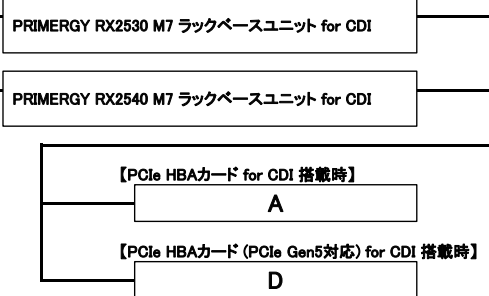 PRIMERGY RX2530 M7 ラックベースユニット for CDI
PRIMERGY RX2540 M7 ラックベースユニット for CDI
【PCIe HBAカード for CDI 搭載時】
A
【PCIe HBAカード (PCIe Gen5対応) for CDI 搭載時】
D